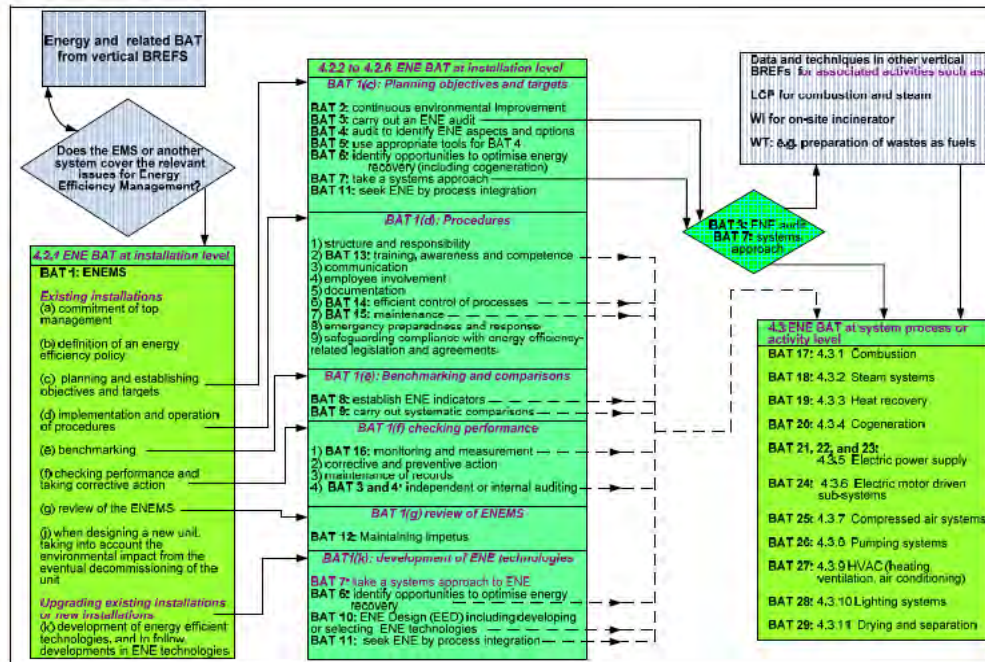 Energy and related BAT
from vertical BREFS
Does the EMS or another
system cover the relevant
issues for Energy
Efficiency Management?
4.2.1 ENE BAT at installation level
BAT 1: ENEMS
Existing installations
(a) commitment of top
management
(b) definition of an energy
efficiency policy
(c) planning and establishing
objectives and targets
(d) implementation and operation
of procedures
(e) benchmarking
(f) checking performance and
taking corrective action
(g) review of the ENEMS
(j) when designing a new unit,
taking into account the
environmental impact from the
eventual decommissioning of the
unit
Upgrading existing installations
or new installations
(k) development of energy efficient
technologies, and to follow
developments in ENE technologies
4.2.2 to 4.2.8 ENE BAT at installation level
BAT 1(c): Planning objectives and targets
BAT 2: continuous environmental improvement
BAT 3: carry out an ENE audit
BAT 4: audit to identify ENE aspects and options
BAT 5: use appropriate tools for BAT 4
BAT 6: identify opportunities to optimise energy
recovery (including cogeneration)
BAT 7: take a systems approach
BAT 11: seek ENE by process integration
BAT 1(d): Procedures
1) structure and responsibility
2) BAT 13: training, awareness and competence
3) communication
4) employee involvement
5) documentation
6) BAT 14: efficient control of processes
7) BAT 15: maintenance
8) emergency preparedness and response
9) safeguarding compliance with energy efficiency-
related legislation and agreements.
BAT 1(e): Benchmarking and comparisons
BAT 8: establish ENE indicators
BAT 9: carry out systematic comparisons
BAT 1(f) checking performance
1) BAT 16: monitoring and measurement
2) corrective and preventive action
3) maintenance of records
4) BAT 3 and 4: independent or internal auditing
BAT 1(g) review of ENEMS
BAT 12: Maintaining Impetus
BAT1(k): development of ENE technologies
BAT 7: take a systems approach to ENE
BAT 6: identify opportunities to optimise energy
recovery
BAT 10: ENE Design (EED) including developing
or selecting ENE technologies
BAT 11: seek ENE by process integration
Data and techniques in other vertical
BREFs for associated activities such as:
LCP for combustion and steam
WI for on-site incinerator
WT: e.g. preparation of wastes as fuels
BAT 3: ENE audit
BAT 7: systems
approach
4.3 ENE BAT at system process or
activity level
BAT 17: 4.3.1 Combustion
BAT 18: 4.3.2 Steam systems
BAT 19: 4.3.3 Heat recovery
BAT 20: 4.3.4 Cogeneration
BAT 21, 22, and 23:
4.3.5 Electric power supply
BAT 24: 4.3.6 Electric motor driven
sub-systems
BAT 25: 4.3.7 Compressed air systems
BAT 26: 4.3.8 Pumping systems
BAT 27: 4.3.9 HVAC (heating
ventilation, air conditioning)
BAT 28: 4.3.10 Lighting systems
BAT 29: 4.3.11 Drying and separation